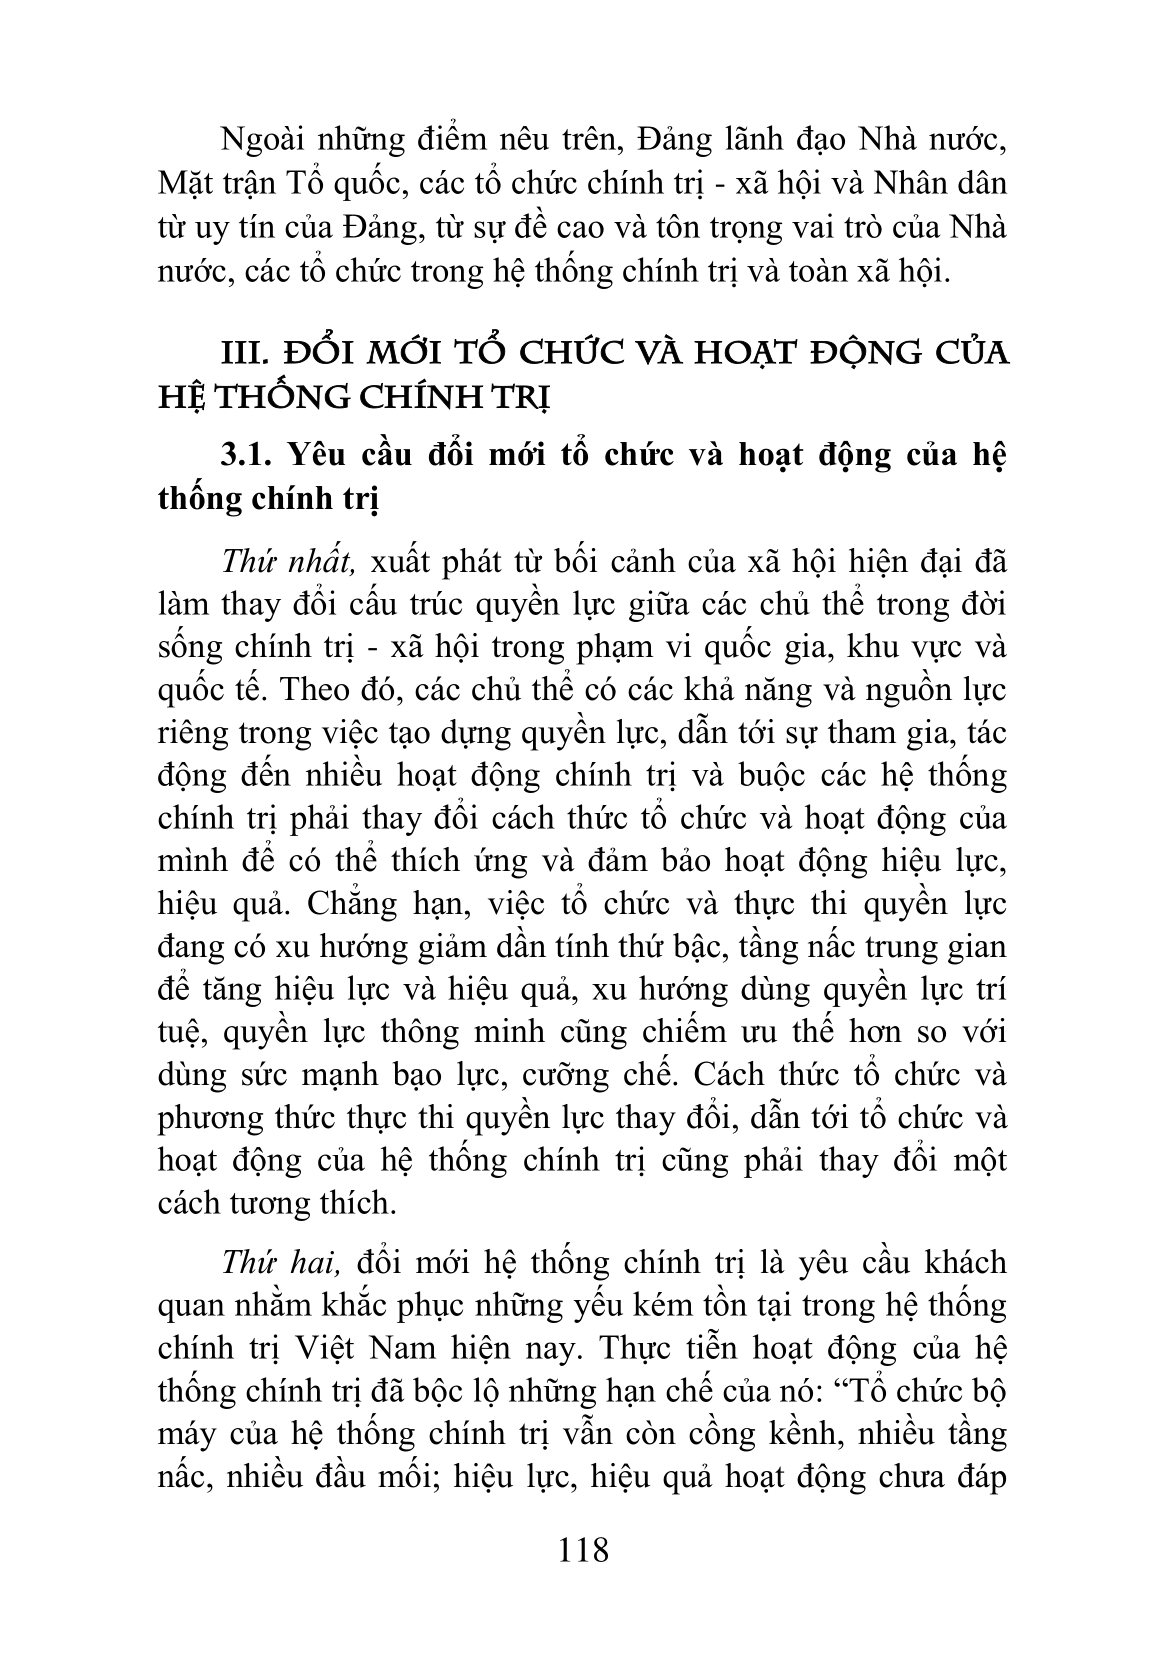 Ngoài những điểm nêu trên, Đảng lãnh đạo Nhà nước,
Mặt trận Tổ quốc, các tổ chức chính trị - xã hội và Nhân dân
từ uy tín của Đảng, từ sự đề cao và tôn trọng vai trò của Nhà
nước, các tổ chức trong hệ thống chính trị và toàn xã hội.
III. ĐỔI MỚI TỔ CHỨC VÀ HOẠT ĐỘNG CỦA
HỆ THỐNG CHÍNH TRỊ
3.1. Yêu cầu đổi mới tổ chức và hoạt động của hệ
thống chính trị
Thứ nhất, xuất phát từ bối cảnh của xã hội hiện đại đã
làm thay đổi cấu trúc quyền lực giữa các chủ thể trong đời
sống chính trị - xã hội trong phạm vi quốc gia, khu vực và
quốc tế. Theo đó, các chủ thể có các khả năng và nguồn lực
riêng trong việc tạo dựng quyền lực, dẫn tới sự tham gia, tác
động đến nhiều hoạt động chính trị và buộc các hệ thống
chính trị phải thay đổi cách thức tổ chức và hoạt động của
mình để có thể thích ứng và đảm bảo hoạt động hiệu lực,
hiệu quả. Chẳng hạn, việc tổ chức và thực thi quyền lực
đang có xu hướng giảm dần tính thứ bậc, tầng nấc trung gian
để tăng hiệu lực và hiệu quả, xu hướng dùng quyền lực trí
tuệ, quyền lực thông minh cũng chiếm ưu thế hơn so với
dùng sức mạnh bạo lực, cưỡng chế. Cách thức tổ chức và
phương thức thực thi quyền lực thay đổi, dẫn tới tổ chức và
hoạt động của hệ thống chính trị cũng phải thay đổi một
cách tương thích.
Thứ hai, đổi mới hệ thống chính trị là yêu cầu khách
quan nhằm khắc phục những yếu kém tồn tại trong hệ thống
chính trị Việt Nam hiện nay. Thực tiễn hoạt động của hệ
thống chính trị đã bộc lộ những hạn chế của nó: “Tổ chức bộ
máy của hệ thống chính trị vẫn còn cồng kềnh, nhiều tầng
nấc, nhiều đầu mối; hiệu lực, hiệu quả hoạt động chưa đáp
118